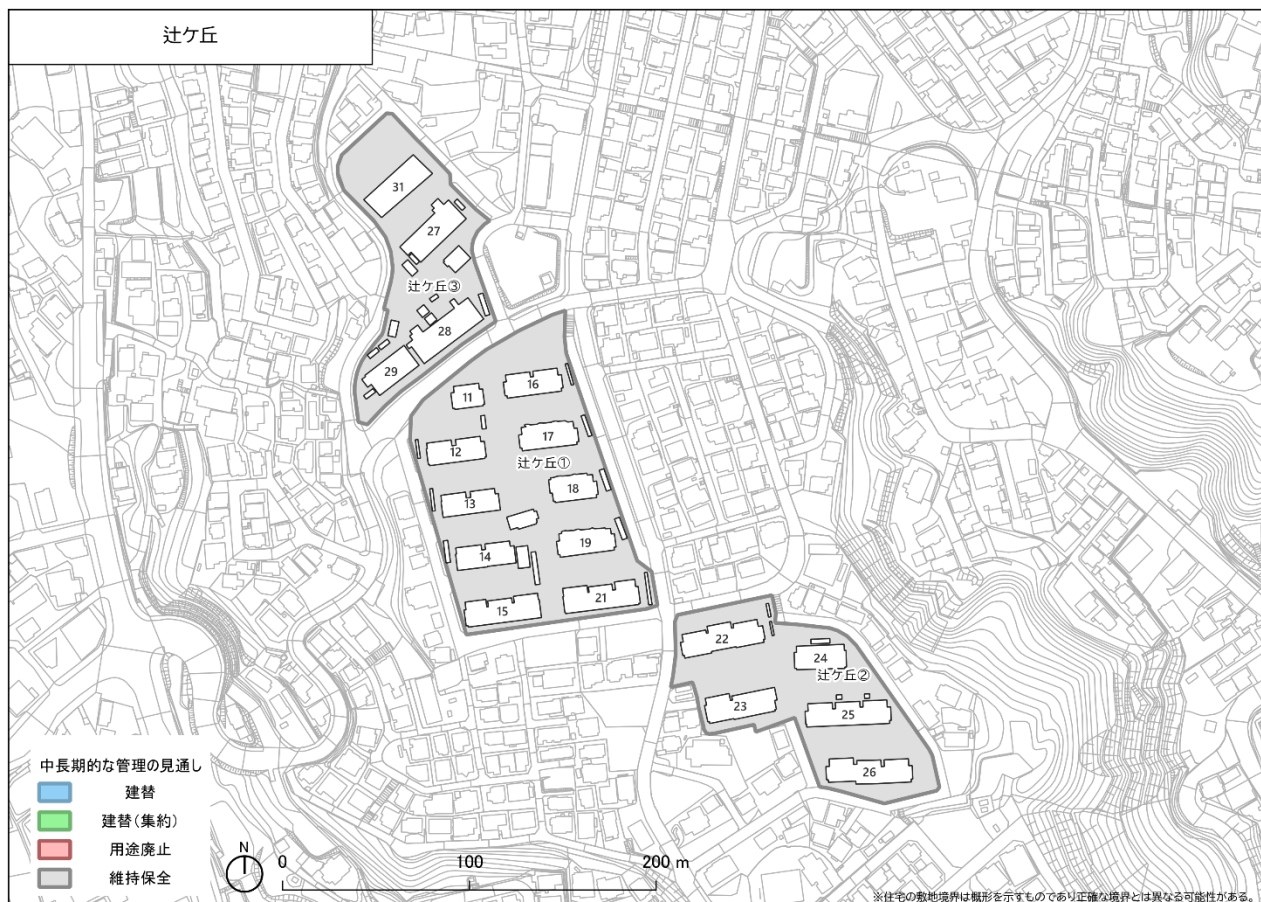 辻ケ丘
31
27
辻ケ丘③
28
29
16
11
17
12
辻ケ丘①
18
13
19
14
21
15
22
24
辻ケ丘②
23
25
26
中長期的な管理の見通し
建替
建替(集約)
用途廃止
維持保全
N
0 100 200 m
※住宅の敷地境界は概形を示すものであり正確な境界とは異なる可能性がある。